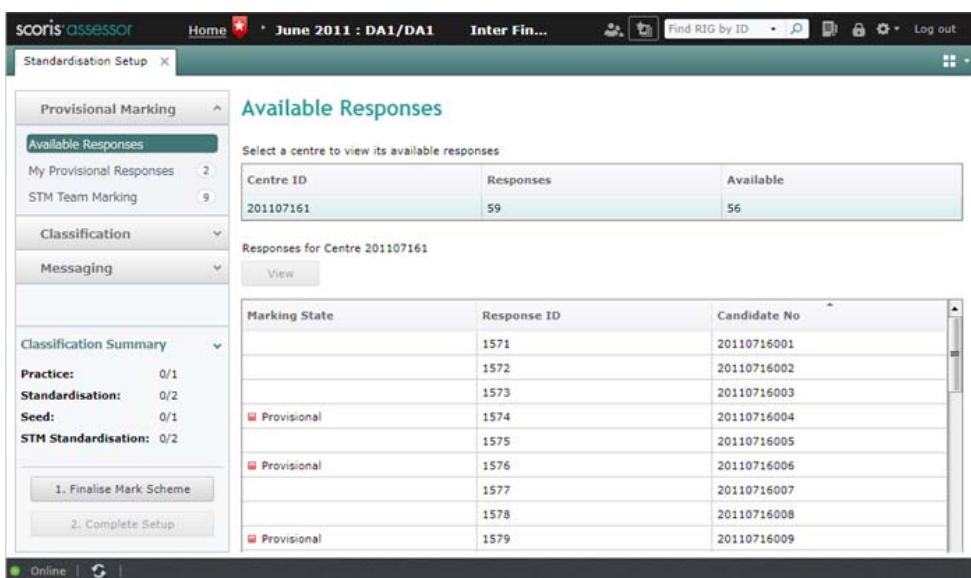 scoris assessor Home June 2011 : DA1/DA1 Inter Fin... Find RIG by ID Log out
Standardisation Setup
Provisional Marking
Available Responses
My Provisional Responses 2
STM Team Marking 9
Classification
Messaging
Classification Summary
Practice: 0/1
Standardisation: 0/2
Seed: 0/1
STM Standardisation: 0/2
1. Finalise Mark Scheme
2. Complete Setup
Available Responses
Select a centre to view its available responses
Centre ID Responses Available
201107161 59 56
Responses for Centre 201107161
View
Marking State Response ID Candidate No
1571 20110716001
1572 20110716002
1573 20110716003
Provisional 1574 20110716004
1575 20110716005
Provisional 1576 20110716006
1577 20110716007
1578 20110716008
Provisional 1579 20110716009
Online